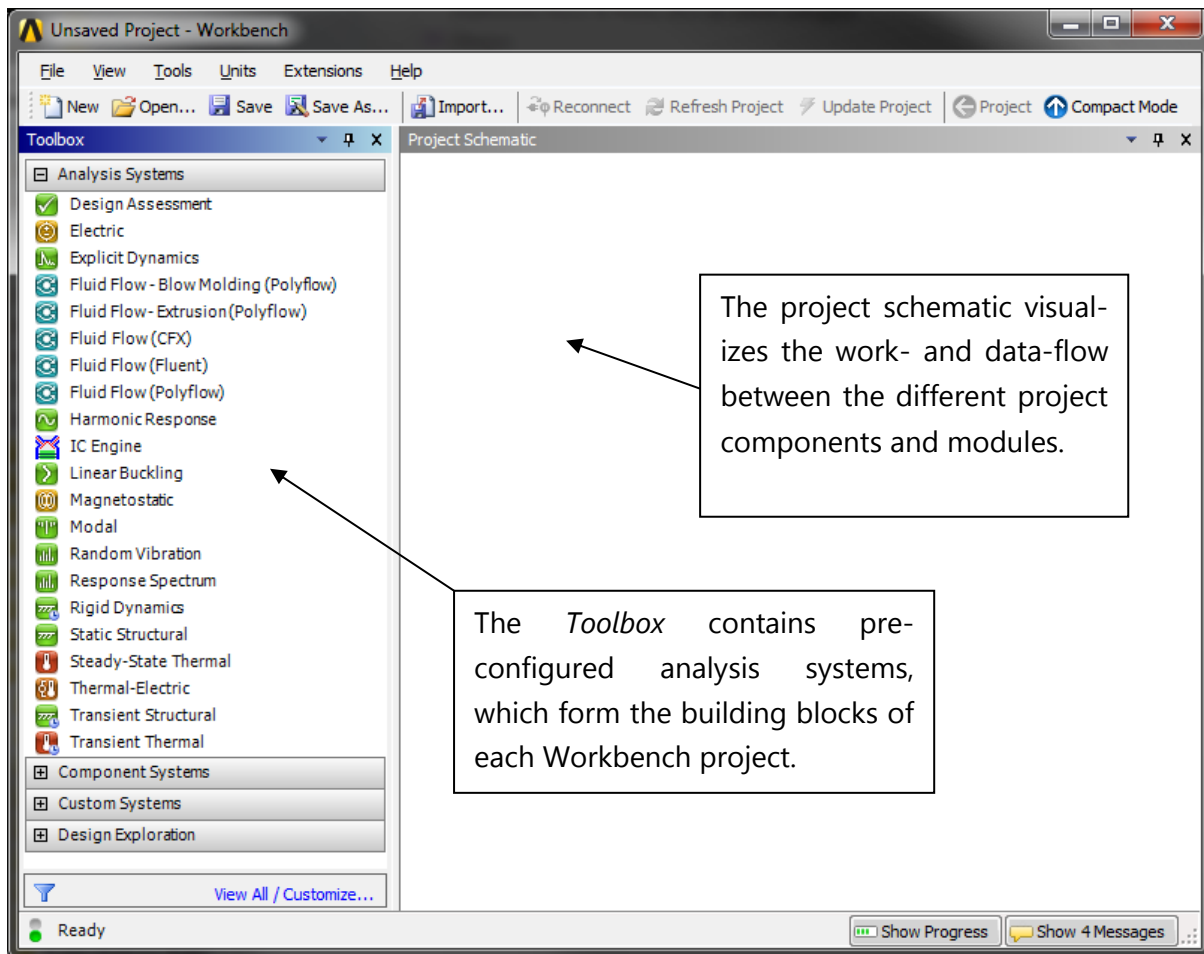 Unsaved Project - Workbench
File View Tools Units Extensions Help
New Open... Save Save As... Import... Reconnect Refresh Project Update Project Project Compact Mode
Toolbox
Project Schematic
Analysis Systems
Design Assessment
Electric
Explicit Dynamics
Fluid Flow - Blow Molding (Polyflow)
Fluid Flow - Extrusion (Polyflow)
Fluid Flow (CFX)
Fluid Flow (Fluent)
Fluid Flow (Polyflow)
Harmonic Response
IC Engine
Linear Buckling
Magnetostatic
Modal
Random Vibration
Response Spectrum
Rigid Dynamics
Static Structural
Steady-State Thermal
Thermal-Electric
Transient Structural
Transient Thermal
Component Systems
Custom Systems
Design Exploration
View All / Customize...
The project schematic visual-
izes the work- and data-flow
between the different project
components and modules.
The Toolbox contains pre-
configured analysis systems,
which form the building blocks of
each Workbench project.
Ready
Show Progress
Show 4 Messages